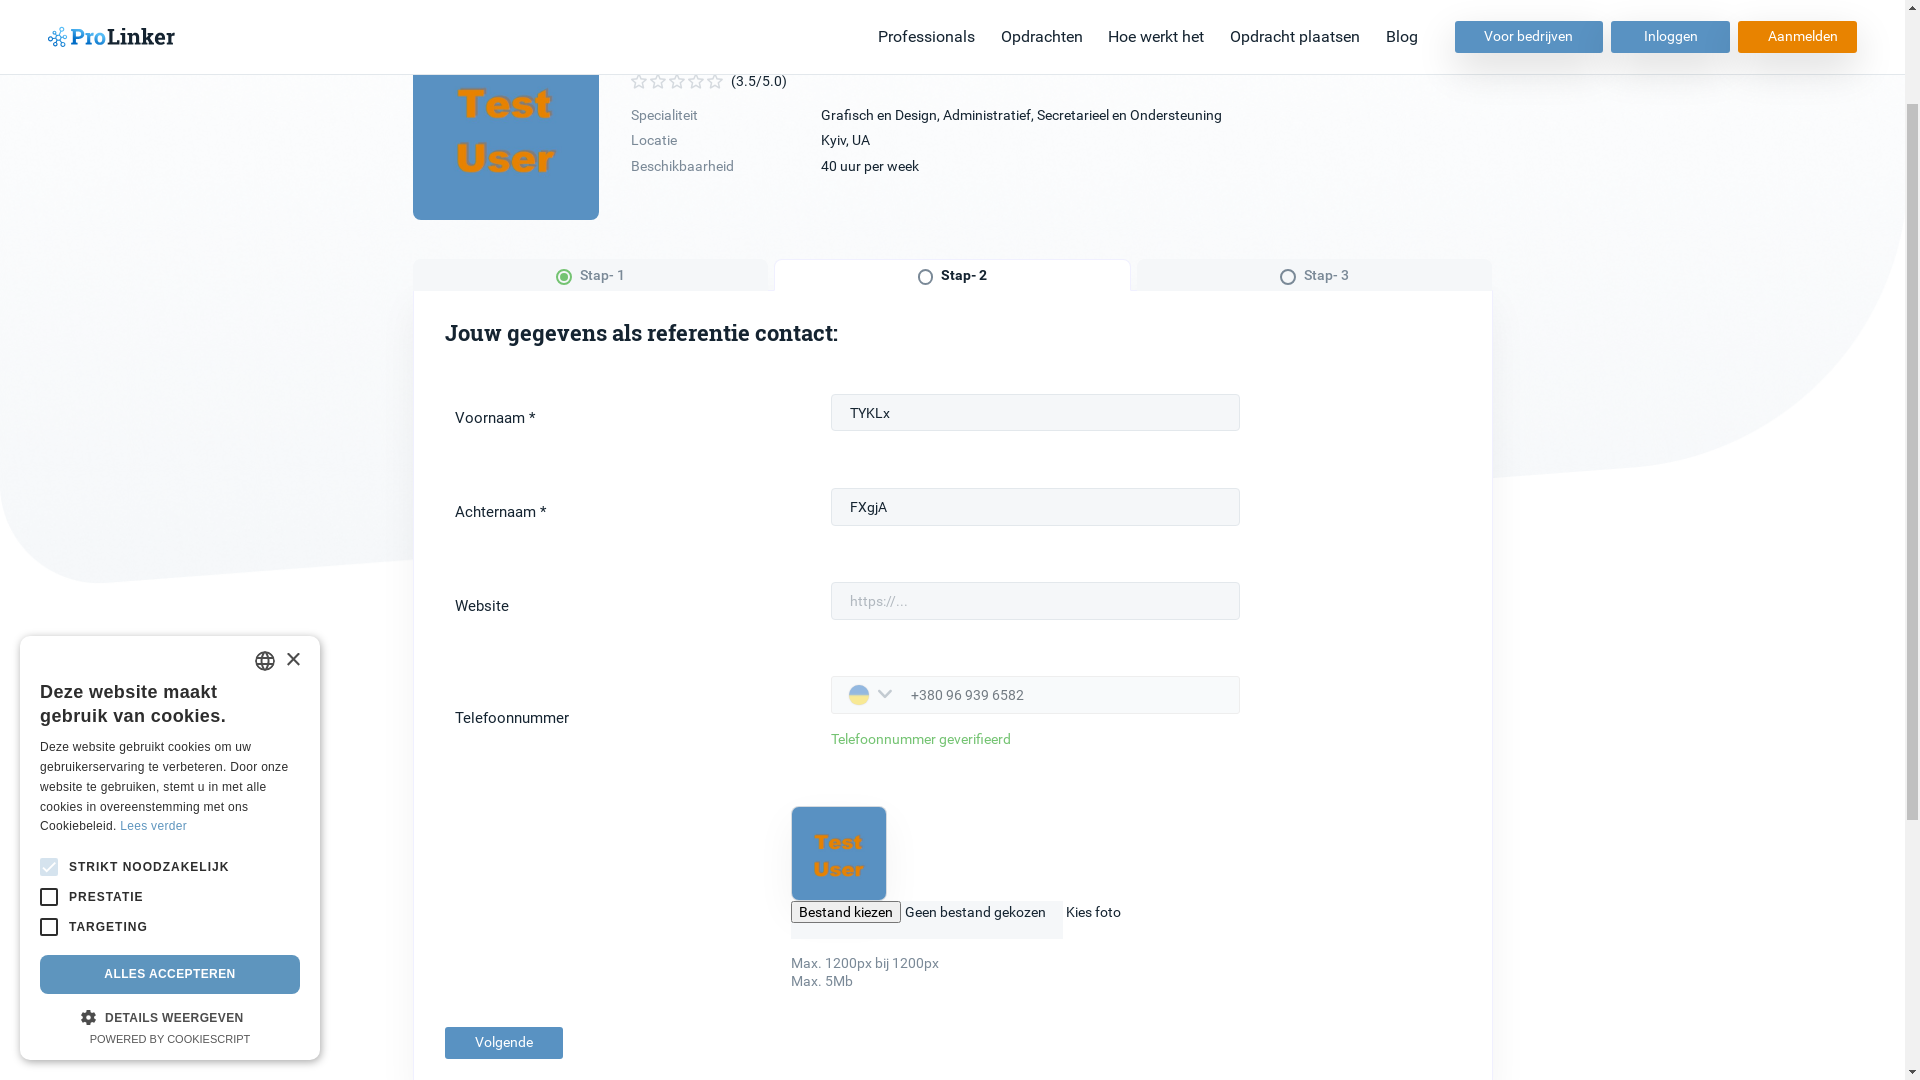 ProLinker
Professionals
Opdrachten
Hoe werkt het
Opdracht plaatsen
Blog
Voor bedrijven
Inloggen
Aanmelden
Test
User
(3.5/5.0)
Specialiteit
Grafisch en Design, Administratief, Secretarieel en Ondersteuning
Locatie
Kyiv, UA
Beschikbaarheid
40 uur per week
Stap- 1
Stap- 2
Stap- 3
Jouw gegevens als referentie contact:
Voornaam *
TYKLx
Achternaam *
FXgjA
Website
https://...
Telefoonnummer
+380 96 939 6582
Telefoonnummer geverifieerd
Test
User
Bestand kiezen Geen bestand gekozen Kies foto
Max. 1200px bij 1200px
Max. 5Mb
Volgende
×
Deze website maakt
gebruik van cookies.
Deze website gebruikt cookies om uw
gebruikerservaring te verbeteren. Door onze
website te gebruiken, stemt u in met alle
cookies in overeenstemming met ons
Cookiebeleid. Lees verder
STRIKT NOODZAKELIJK
PRESTATIE
TARGETING
ALLES ACCEPTEREN
DETAILS WEERGEVEN
POWERED BY COOKIESCRIPT